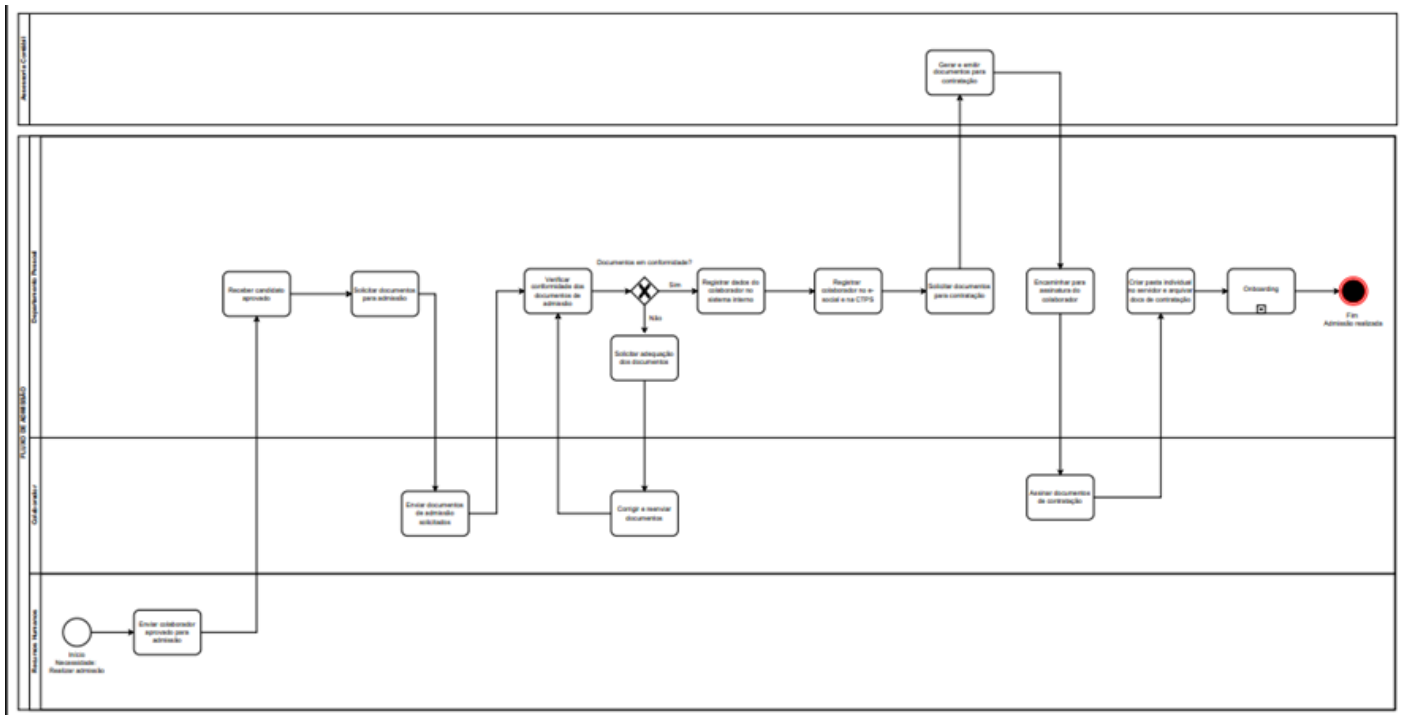 Assessoria Contábil
Gerar e emitir
documentos para
contratação
FLUXO DE ADMISSÃO
Departamento Pessoal
Receber candidato
aprovado
Solicitar documentos
para admissão
Verificar
conformidade dos
documentos de
admissão
Documentos em conformidade?
Sim
Não
Registrar dados do
colaborador no
sistema interno
Registrar
colaborador no e-
social e na CTPS
Solicitar documentos
para contratação
Encaminhar para
assinatura do
colaborador
Criar pasta individual
no servidor e arquivar
docs de contratação
Onboarding
Fim
Admissão realizada
Solicitar adequação
dos documentos
Colaborador
Enviar documentos
de admissão
solicitados
Corrigir e reenviar
documentos
Assinar documentos
de contratação
Recursos Humanos
Início
Necessidade:
Realizar admissão
Enviar colaborador
aprovado para
admissão